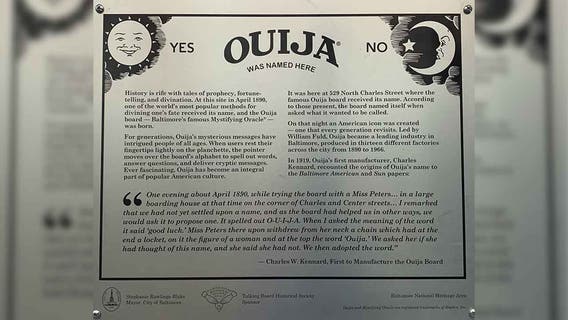 YES
OUIJA®
NO
WAS NAMED HERE
History is rife with tales of prophecy, fortune-
telling, and divination. At this site in April 1890,
one of the world's most popular methods for
divining one's fate received its name, and the Ouija
board — Baltimore's famous Mystifying Oracle® —
was born.
For generations, Ouija's mysterious messages have
intrigued people of all ages. When users rest their
fingertips lightly on the planchette, the pointer
moves over the board's alphabet to spell out words,
answer questions, and deliver cryptic messages.
Ever fascinating, Ouija has become an integral
part of popular American culture.
It was here at 529 North Charles Street where the
famous Ouija board received its name. According
to those present, the board named itself when
asked what it wanted to be called.
On that night an American icon was created
— one that every generation revisits. Led by
William Fuld, Ouija became a leading industry in
Baltimore, produced in thirteen different factories
across the city from 1890 to 1966.
In 1919, Ouija's first manufacturer, Charles
Kennard, recounted the origins of Ouija's name to
the Baltimore American and Sun papers:
“ One evening about April 1890, while trying the board with a Miss Peters... in a large
boarding house at that time on the corner of Charles and Center streets... I remarked
that we had not yet settled upon a name, and as the board had helped us in other ways, we
would ask it to propose one. It spelled out O-U-I-J-A. When I asked the meaning of the word
it said 'good luck.' Miss Peters there upon withdrew from her neck a chain which had at the
end a locket, on it the figure of a woman and at the top the word 'Ouija.' We asked her if she
had thought of this name, and she said she had not. We then adopted the word.”
— Charles W. Kennard, First to Manufacture the Ouija Board
Stephanie Rawlings-Blake
Mayor, City of Baltimore
Talking Board Historical Society
Sponsor
Baltimore National Heritage Area
Ouija and Mystifying Oracle are registered trademarks of Hasbro, Inc.